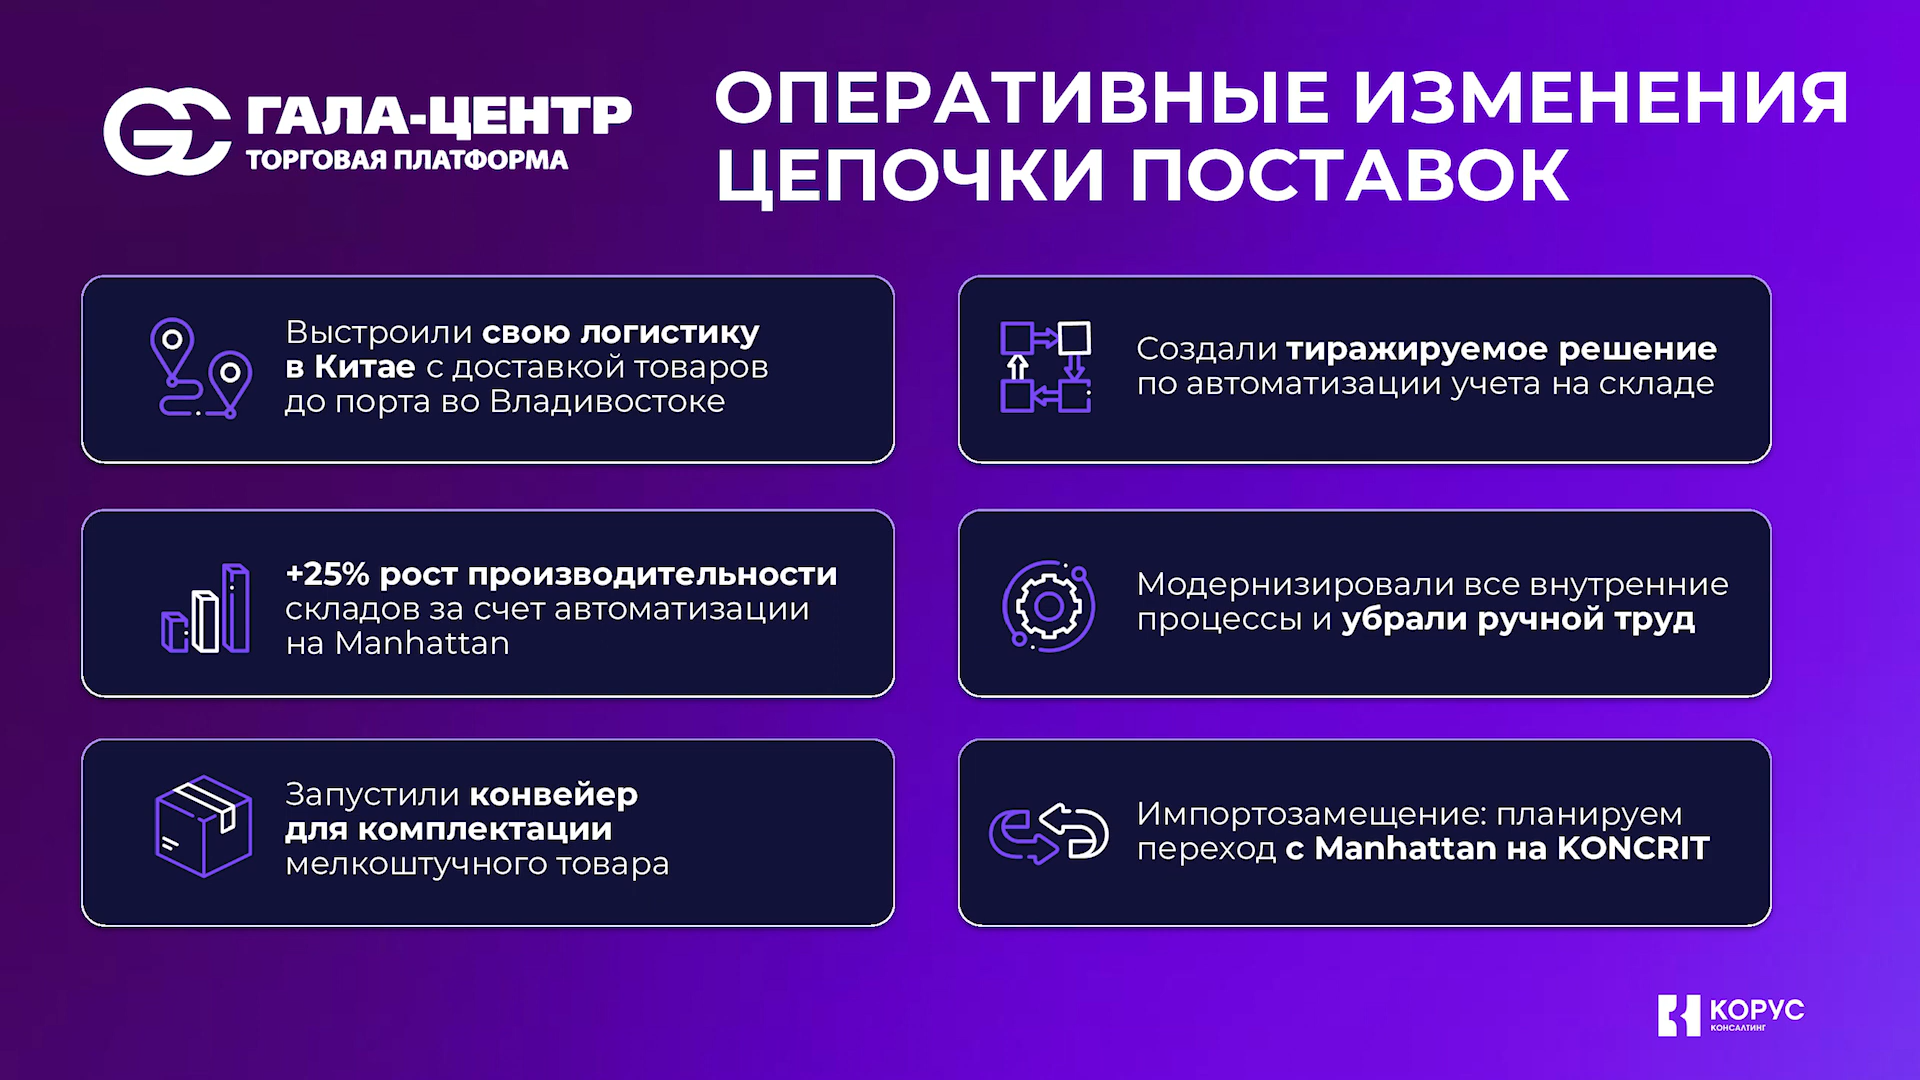 ГАЛА-ЦЕНТР
ТОРГОВАЯ ПЛАТФОРМА
ОПЕРАТИВНЫЕ ИЗМЕНЕНИЯ
ЦЕПОЧКИ ПОСТАВОК
Выстроили свою логистику
в Китае с доставкой товаров
до порта во Владивостоке
Создали тиражируемое решение
по автоматизации учета на складе
+25% рост производительности
складов за счет автоматизации
на Manhattan
Модернизировали все внутренние
процессы и убрали ручной труд
Запустили конвейер
для комплектации
мелкоштучного товара
Импортозамещение: планируем
переход с Manhattan на KONCRIT
КОРУС
КОНСАЛТИНГ